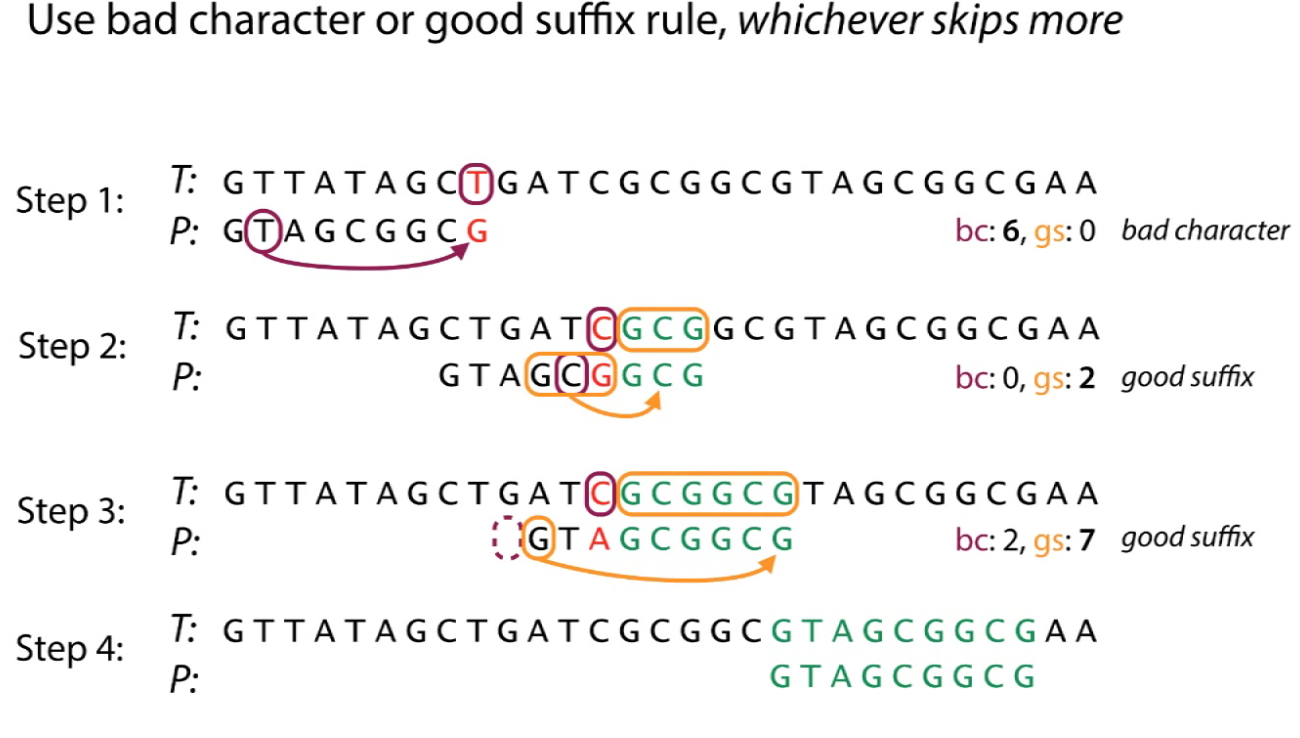 Use bad character or good suffix rule, whichever skips more
Step 1:
T: G T T A T A G C T G A T C G C G G C G T A G C G G C G A A
P: G T A G C G G C G
bc: 6, gs: 0 bad character
Step 2:
T: G T T A T A G C T G A T C G C G G C G T A G C G G C G A A
P: G T A G C G G C G
bc: 0, gs: 2 good suffix
Step 3:
T: G T T A T A G C T G A T C G C G G C G T A G C G G C G A A
P: G T A G C G G C G
bc: 2, gs: 7 good suffix
Step 4:
T: G T T A T A G C T G A T C G C G G C G T A G C G G C G A A
P: G T A G C G G C G